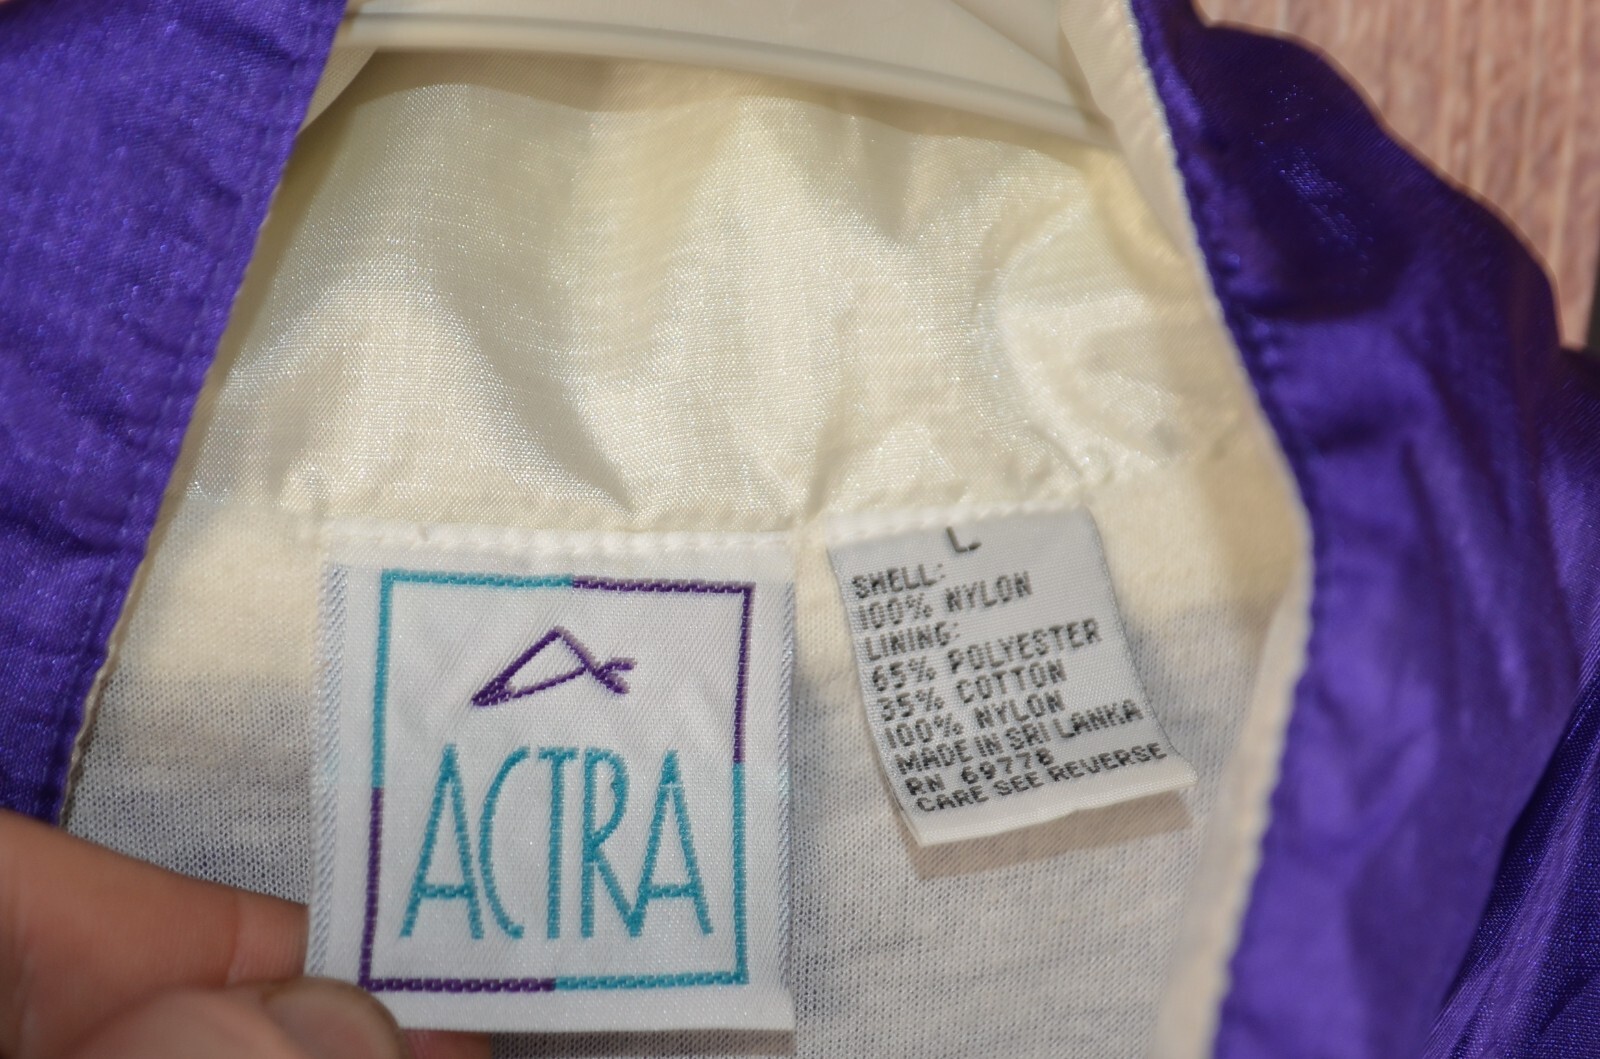 ACTRA
L
SHELL:
100% NYLON
LINING:
65% POLYESTER
35% COTTON
100% NYLON
MADE IN SRI LANKA
RN 69778
CARE SEE REVERSE